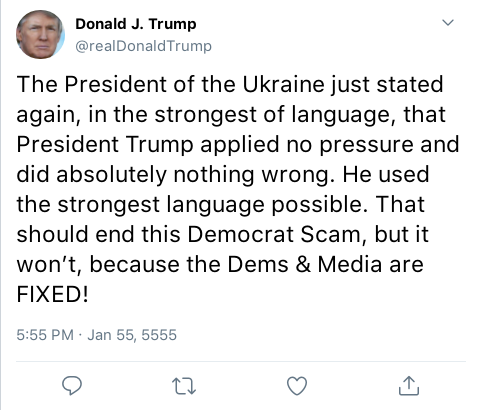 Donald J. Trump
@realDonaldTrump
The President of the Ukraine just stated
again, in the strongest of language, that
President Trump applied no pressure and
did absolutely nothing wrong. He used
the strongest language possible. That
should end this Democrat Scam, but it
won’t, because the Dems & Media are
FIXED!
5:55 PM · Jan 55, 5555